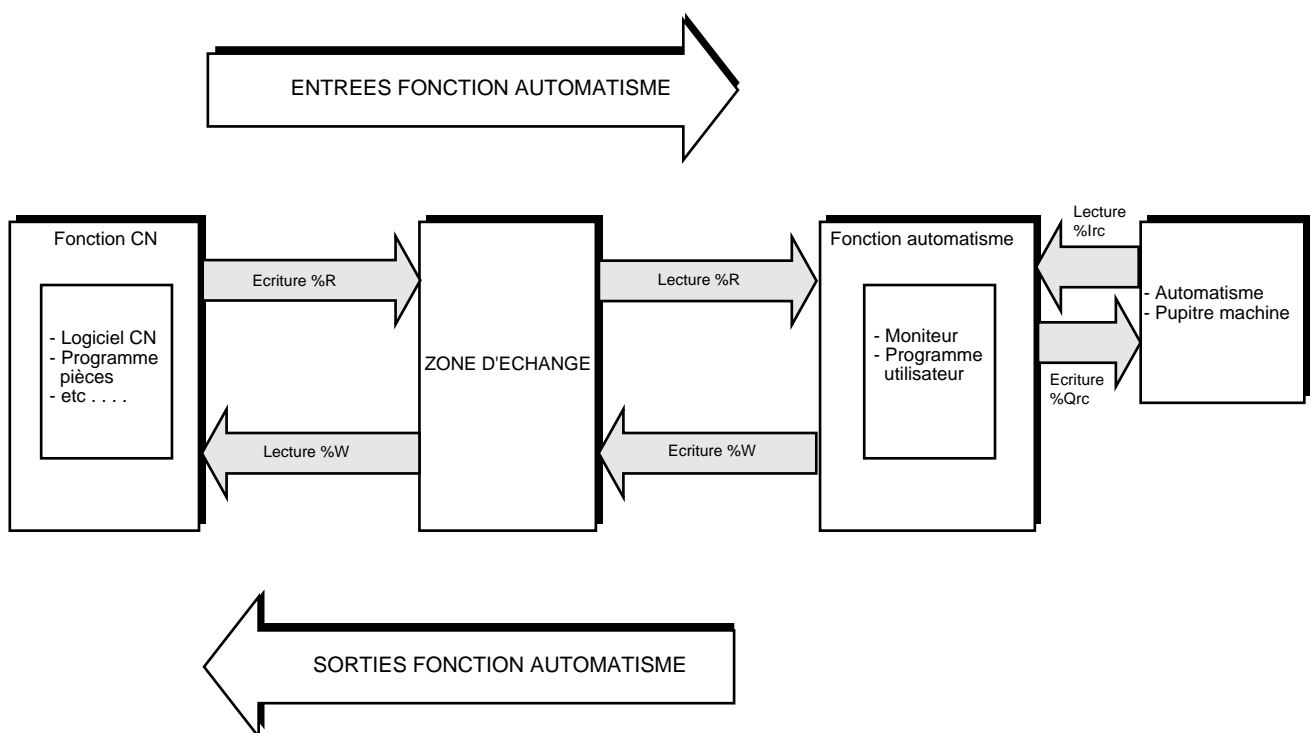 ENTREES FONCTION AUTOMATISME
Fonction CN
- Logiciel CN
- Programme
pièces
- etc . . . .
Ecriture %R
Lecture %W
ZONE D'ECHANGE
Lecture %R
Ecriture %W
Fonction automatisme
- Moniteur
- Programme
utilisateur
Lecture
%Irc
Ecriture
%Qrc
- Automatisme
- Pupitre machine
SORTIES FONCTION AUTOMATISME